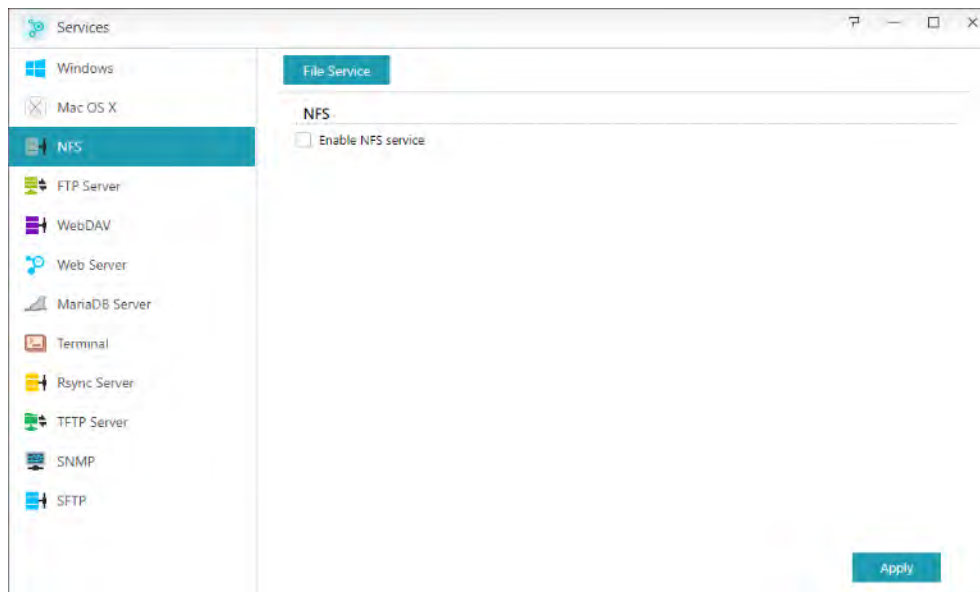 Services
Windows
Mac OS X
NFS
FTP Server
WebDAV
Web Server
MariaDB Server
Terminal
Rsync Server
TFTP Server
SNMP
SFTP
File Service
NFS
Enable NFS service
Apply